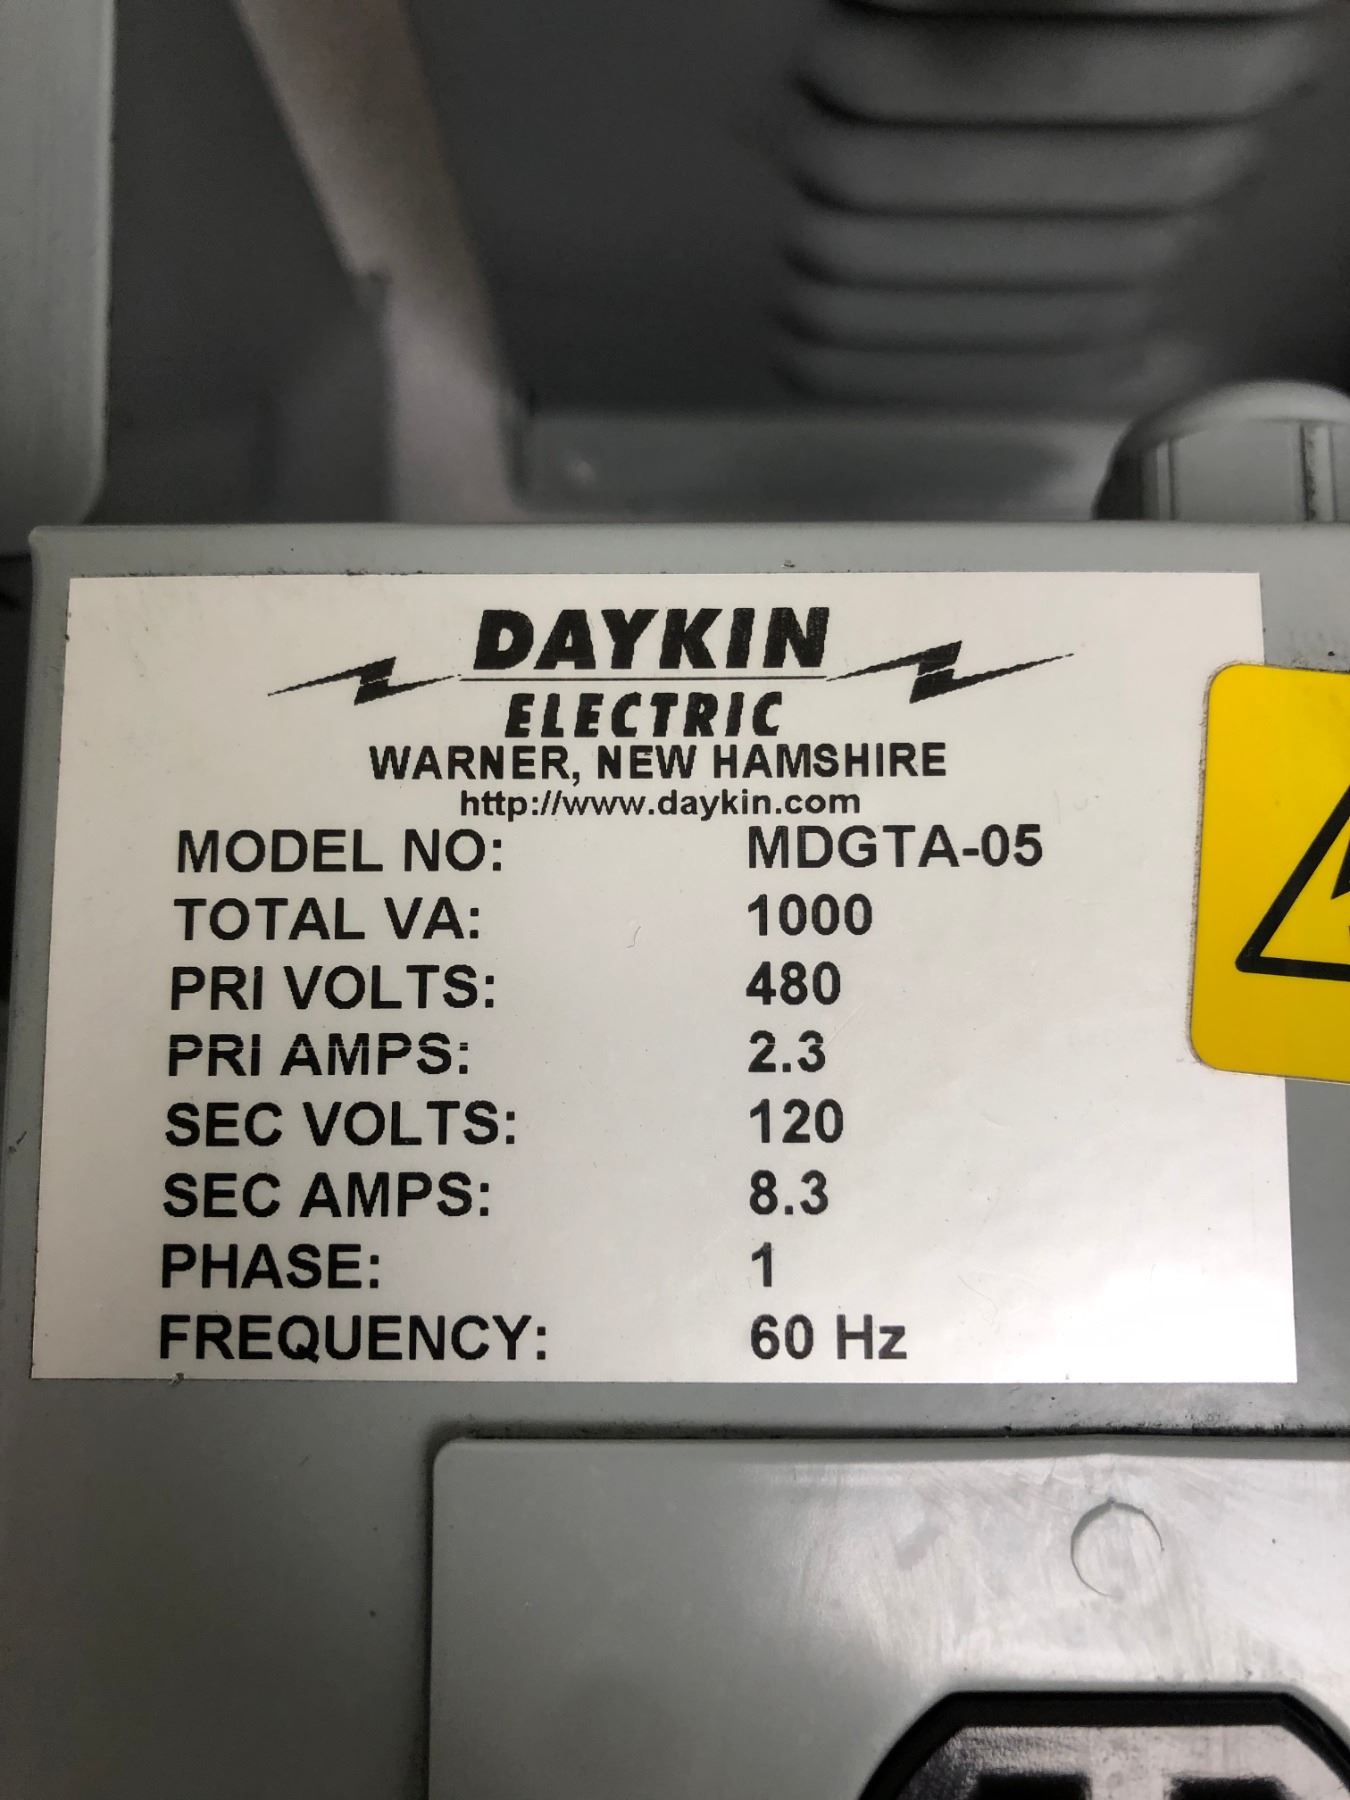 DAYKIN
ELECTRIC
WARNER, NEW HAMSHIRE
http://www.daykin.com
MODEL NO: MDGTA-05
TOTAL VA: 1000
PRI VOLTS: 480
PRI AMPS: 2.3
SEC VOLTS: 120
SEC AMPS: 8.3
PHASE: 1
FREQUENCY: 60 Hz